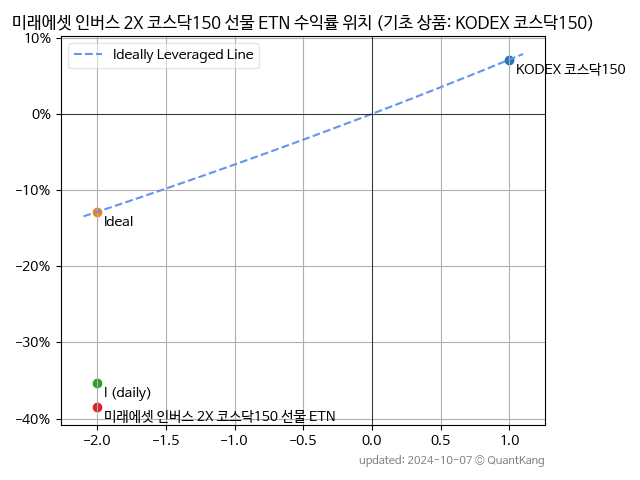 미래에셋 인버스 2X 코스닥150 선물 ETN 수익률 위치 (기초 상품: KODEX 코스닥150)
10%
Ideally Leveraged Line
KODEX 코스닥150
0%
−10%
Ideal
−20%
−30%
I (daily)
미래에셋 인버스 2X 코스닥150 선물 ETN
−40%
−2.0 −1.5 −1.0 −0.5 0.0 0.5 1.0
updated: 2024-10-07 © QuantKang